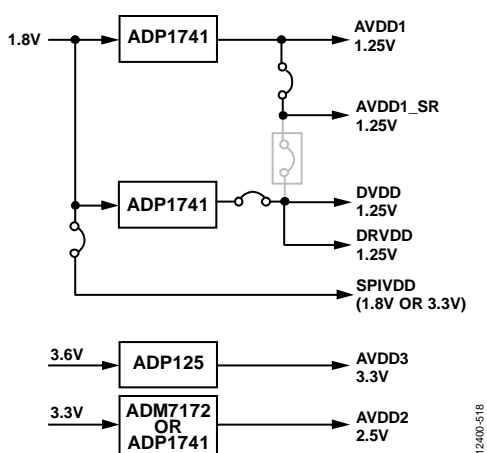 1.8V
ADP1741
AVDD1
1.25V
AVDD1_SR
1.25V
ADP1741
DVDD
1.25V
DRVDD
1.25V
SPIVDD
(1.8V OR 3.3V)
3.6V
ADP125
AVDD3
3.3V
3.3V
ADM7172
OR
ADP1741
AVDD2
2.5V
12400-518